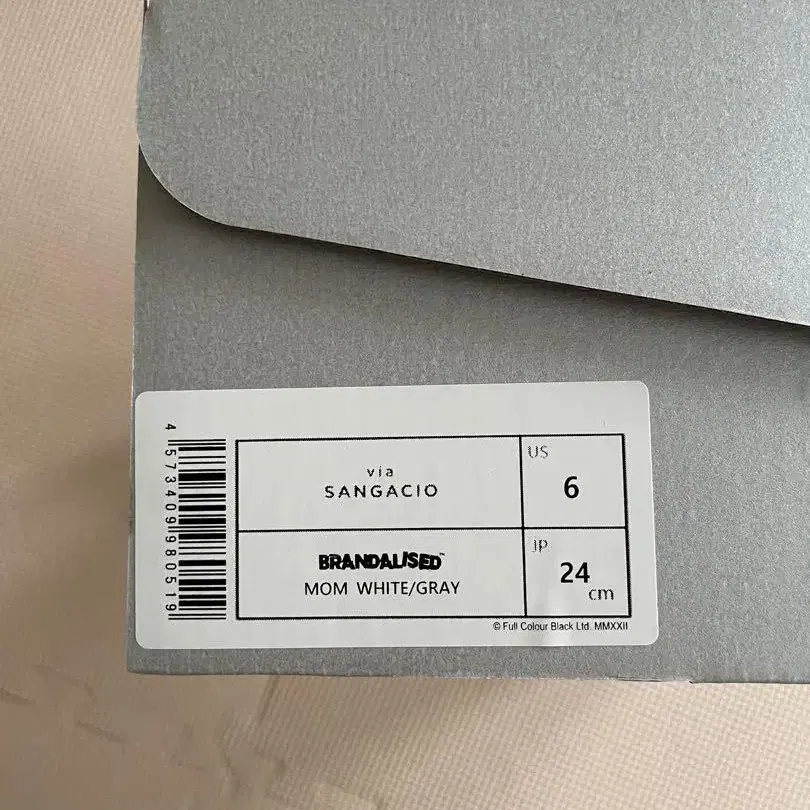 4573409980519
via
SANGACIO
US
6
BRANDALISED™
MOM WHITE/GRAY
JP
24
cm
© Full Colour Black Ltd. MMXXII